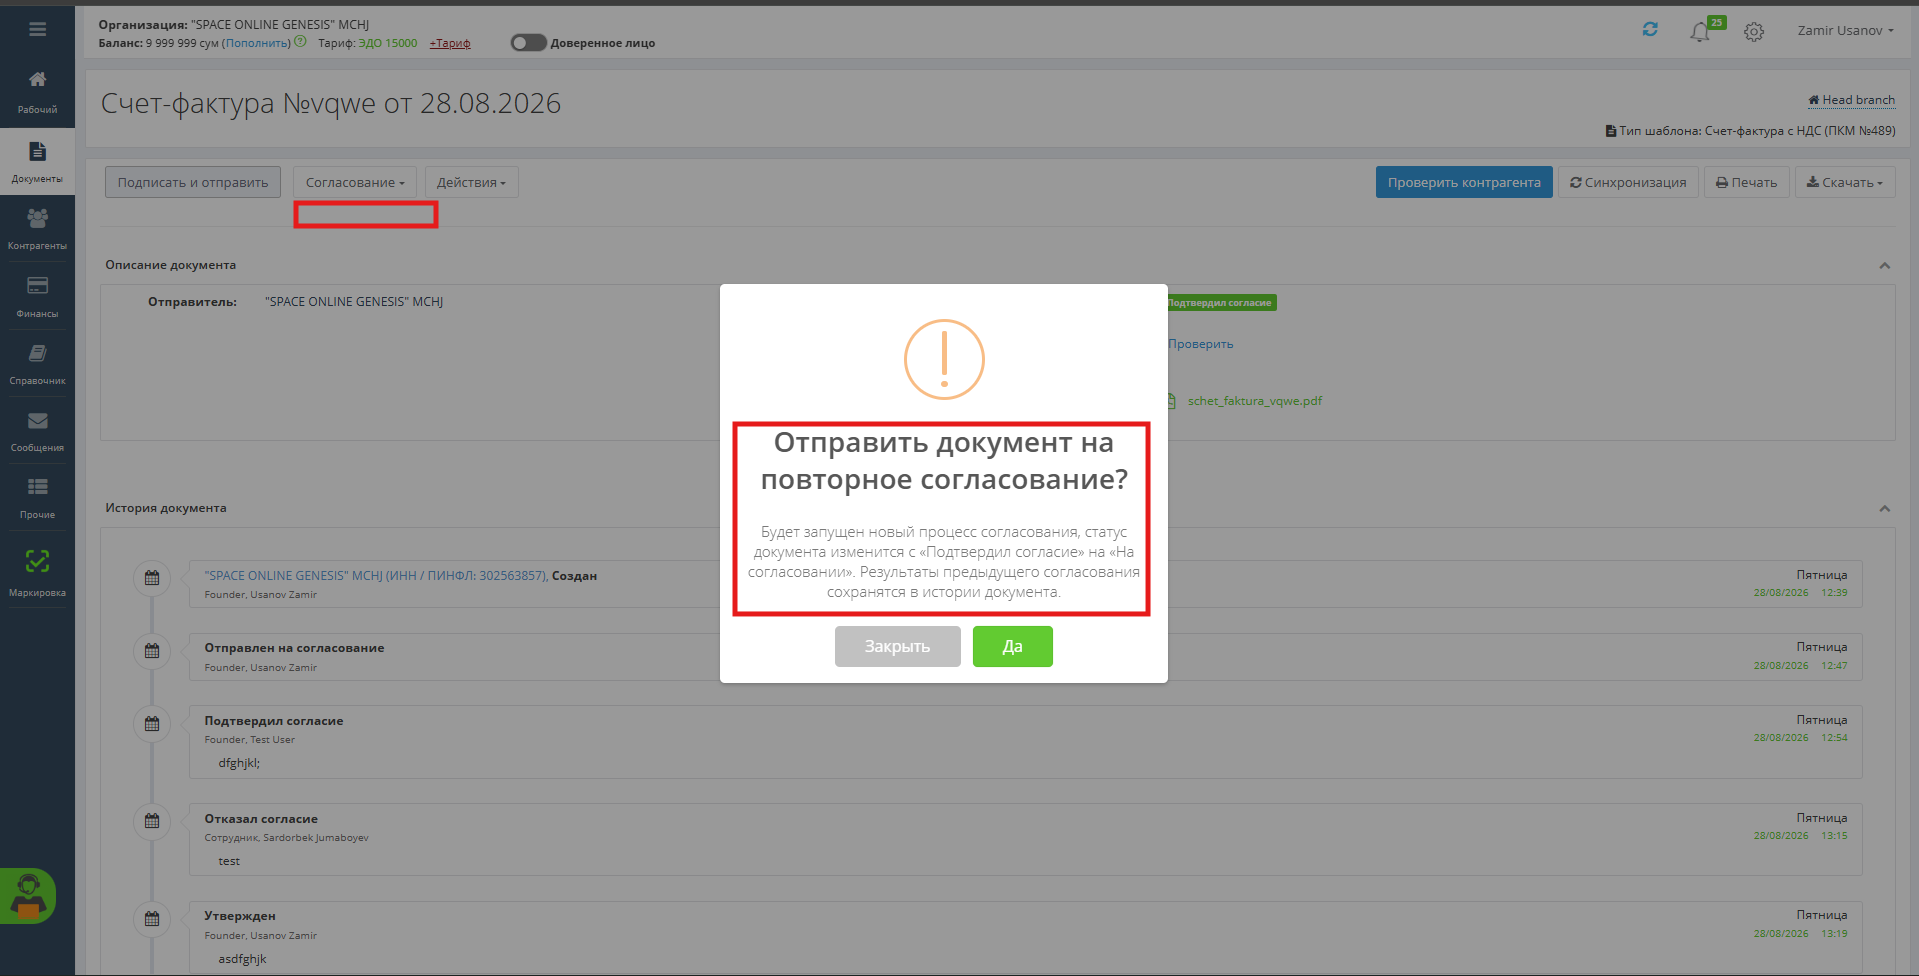 Организация: "SPACE ONLINE GENESIS" MCHJ
Баланс: 9 999 999 сум (Пополнить) ? Тариф: ЭДО 15000 +Тариф Доверенное лицо
25
Zamir Usanov
Рабочий
Документы
Контрагенты
Финансы
Справочник
Сообщения
Прочие
Маркировка
Счет-фактура №vqwe от 28.08.2026
Head branch
Тип шаблона: Счет-фактура с НДС (ПКМ №489)
Подписать и отправить Согласование Действия
Проверить контрагента Синхронизация Печать Скачать
Описание документа
Отправитель: "SPACE ONLINE GENESIS" MCHJ
Подтвердил согласие
Проверить
schet_faktura_vqwe.pdf
Отправить документ на
повторное согласование?
Будет запущен новый процесс согласования, статус
документа изменится с «Подтвердил согласие» на «На
согласовании». Результаты предыдущего согласования
сохранятся в истории документа.
Закрыть Да
История документа
"SPACE ONLINE GENESIS" MCHJ (ИНН / ПИНФЛ: 302563857), Создан
Founder, Usanov Zamir
Пятница
28/08/2026 12:39
Отправлен на согласование
Founder, Usanov Zamir
Пятница
28/08/2026 12:47
Подтвердил согласие
Founder, Test User
dfghjkl;
Пятница
28/08/2026 12:54
Отказал согласие
Сотрудник, Sardorbek Jumaboyev
test
Пятница
28/08/2026 13:15
Утвержден
Founder, Usanov Zamir
asdfghjk
Пятница
28/08/2026 13:19